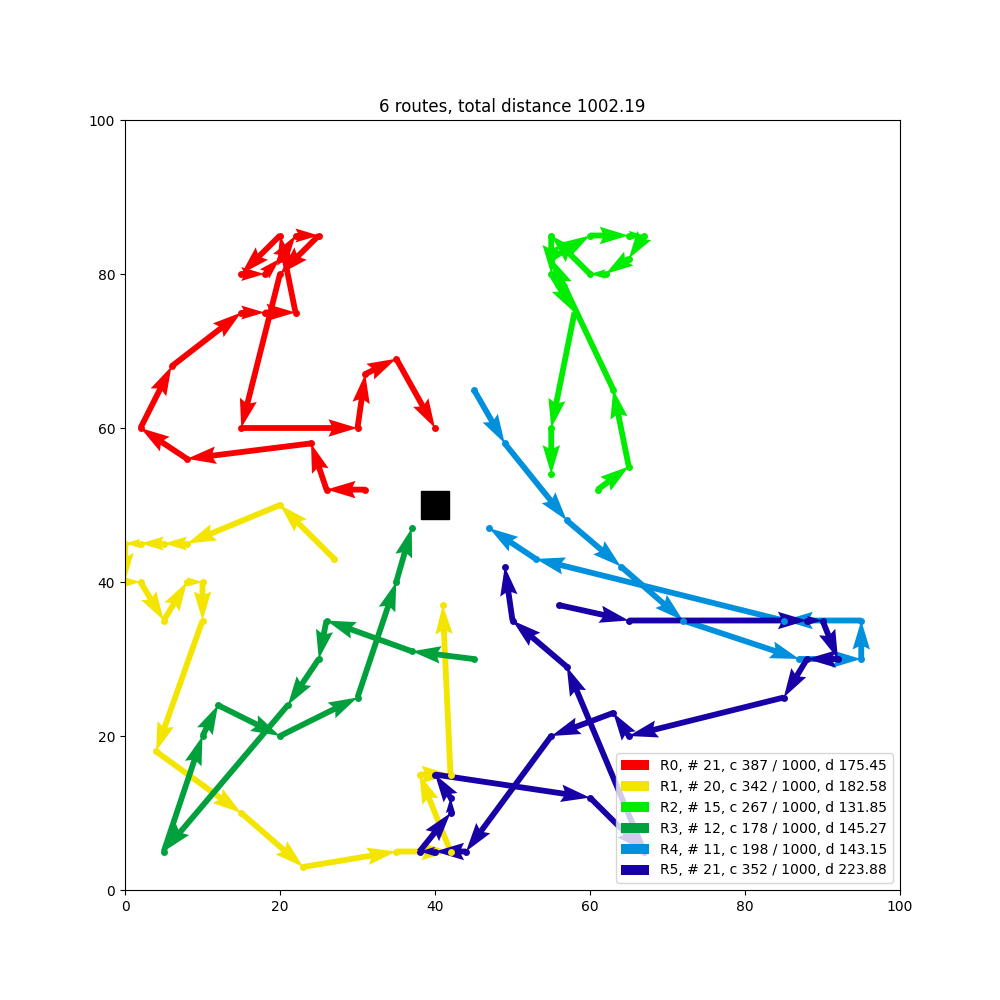 6 routes, total distance 1002.19
100
80
60
40
20
0
0 20 40 60 80 100
R0, # 21, c 387 / 1000, d 175.45
R1, # 20, c 342 / 1000, d 182.58
R2, # 15, c 267 / 1000, d 131.85
R3, # 12, c 178 / 1000, d 145.27
R4, # 11, c 198 / 1000, d 143.15
R5, # 21, c 352 / 1000, d 223.88